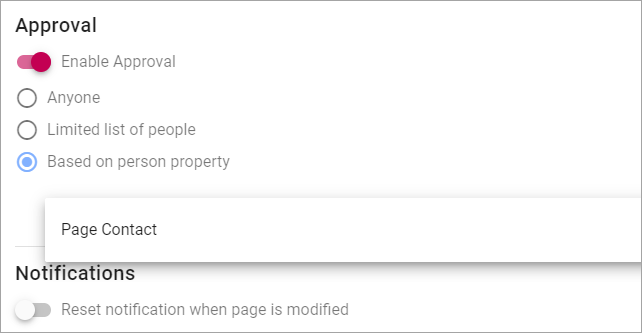 Approval
Enable Approval
Anyone
Limited list of people
Based on person property
Page Contact
Notifications
Reset notification when page is modified